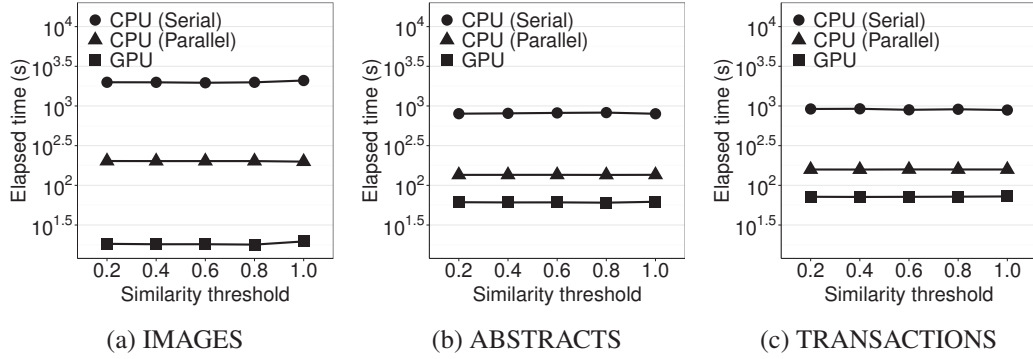 CPU (Serial)
CPU (Parallel)
GPU
Elapsed time (s)
10^4
10^3.5
10^3
10^2.5
10^2
10^1.5
0.2 0.4 0.6 0.8 1.0
Similarity threshold
(a) IMAGES
CPU (Serial)
CPU (Parallel)
GPU
Elapsed time (s)
10^4
10^3.5
10^3
10^2.5
10^2
10^1.5
0.2 0.4 0.6 0.8 1.0
Similarity threshold
(b) ABSTRACTS
CPU (Serial)
CPU (Parallel)
GPU
Elapsed time (s)
10^4
10^3.5
10^3
10^2.5
10^2
10^1.5
0.2 0.4 0.6 0.8 1.0
Similarity threshold
(c) TRANSACTIONS